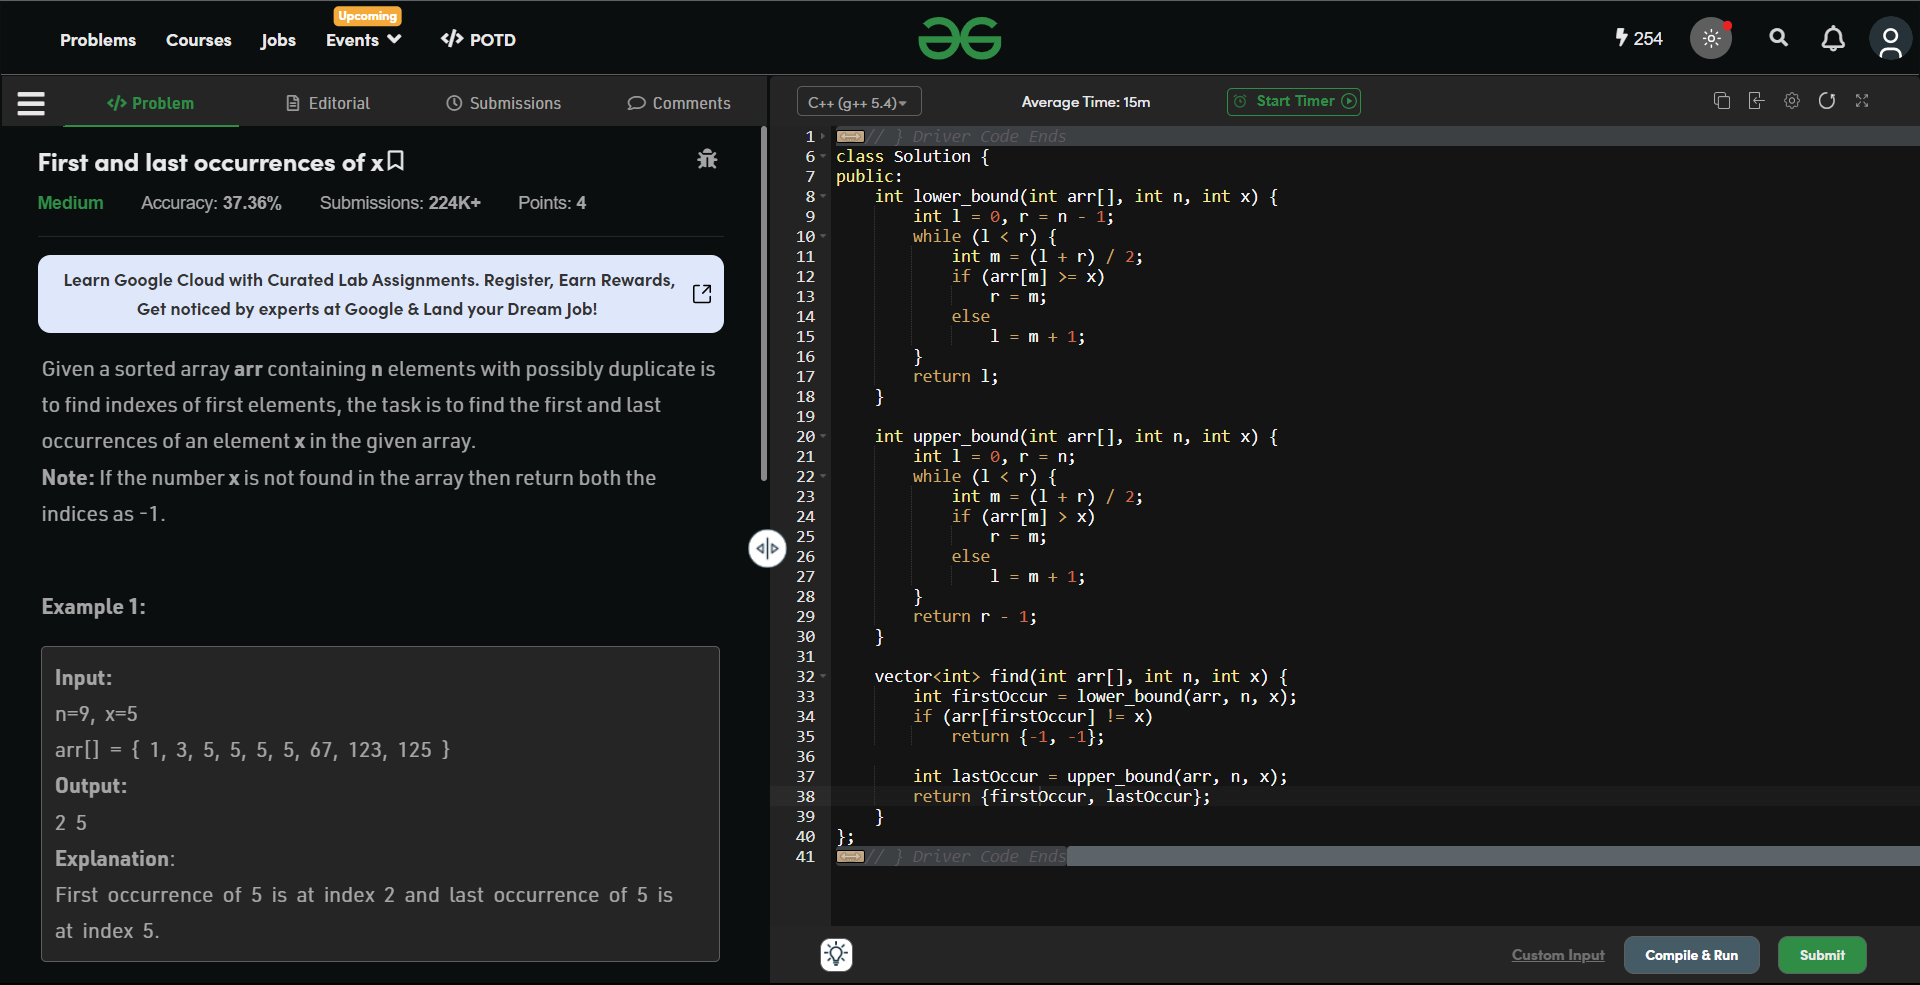 Problems Courses Jobs Events POTD
Upcoming
254
Problem Editorial Submissions Comments
First and last occurrences of x
Medium Accuracy: 37.36% Submissions: 224K+ Points: 4
Learn Google Cloud with Curated Lab Assignments. Register, Earn Rewards,
Get noticed by experts at Google & Land your Dream Job!
Given a sorted array arr containing n elements with possibly duplicate is
to find indexes of first elements, the task is to find the first and last
occurrences of an element x in the given array.
Note: If the number x is not found in the array then return both the
indices as -1.
Example 1:
Input:
n=9, x=5
arr[] = { 1, 3, 5, 5, 5, 5, 67, 123, 125 }
Output:
2 5
Explanation:
First occurrence of 5 is at index 2 and last occurrence of 5 is
at index 5.
C++ (g++ 5.4) Average Time: 15m Start Timer
1 // } Driver Code Ends
6 class Solution {
7 public:
8     int lower_bound(int arr[], int n, int x) {
9         int l = 0, r = n - 1;
10         while (l < r) {
11             int m = (l + r) / 2;
12             if (arr[m] >= x)
13                 r = m;
14             else
15                 l = m + 1;
16         }
17         return l;
18     }
19
20     int upper_bound(int arr[], int n, int x) {
21         int l = 0, r = n;
22         while (l < r) {
23             int m = (l + r) / 2;
24             if (arr[m] > x)
25                 r = m;
26             else
27                 l = m + 1;
28         }
29         return r - 1;
30     }
31
32     vector<int> find(int arr[], int n, int x) {
33         int firstOccur = lower_bound(arr, n, x);
34         if (arr[firstOccur] != x)
35             return {-1, -1};
36
37         int lastOccur = upper_bound(arr, n, x);
38         return {firstOccur, lastOccur};
39     }
40 };
41 // } Driver Code Ends
Custom Input Compile & Run Submit